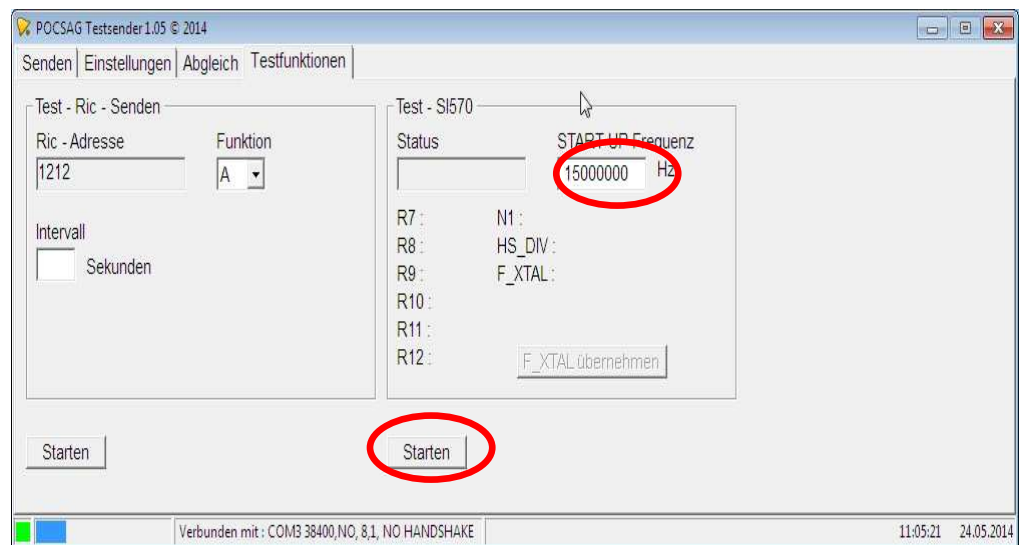 POCSAG Testsender 1.05 © 2014
Senden Einstellungen Abgleich Testfunktionen
Test - Ric - Senden
Ric - Adresse Funktion
1212 A
Intervall
Sekunden
Starten
Test - SI570
Status START-UP Frequenz
15000000 Hz
R7 : N1 :
R8 : HS_DIV :
R9 : F_XTAL :
R10 :
R11 :
R12 : F_XTAL übernehmen
Starten
Verbunden mit : COM3 38400,NO, 8,1, NO HANDSHAKE 11:05:21 24.05.2014